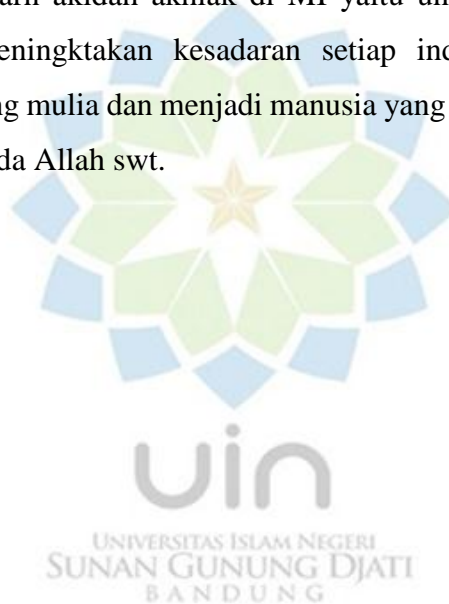 akidah akhlak di MI yaitu
meningktakan kesadaran setiap
mulia dan menjadi manusia yang
Allah swt.
uin
UNIVERSITAS ISLAM NEGERI
SUNAN GUNUNG DJATI
BANDUNG